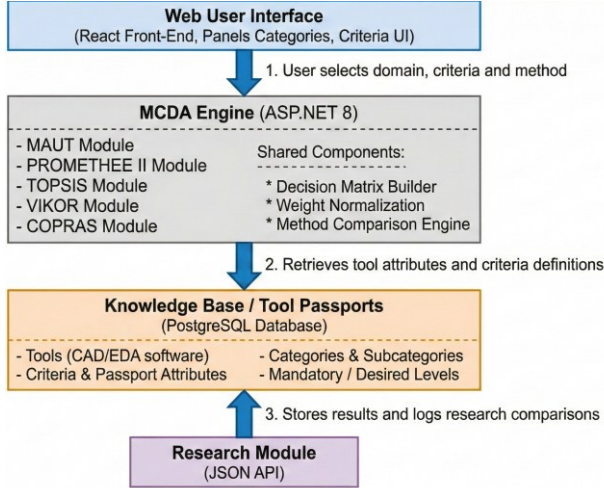 Web User Interface
(React Front-End, Panels Categories, Criteria UI)
1. User selects domain, criteria and method
MCDA Engine (ASP.NET 8)
- MAUT Module
- PROMETHEE II Module
- TOPSIS Module
- VIKOR Module
- COPRAS Module
Shared Components:
* Decision Matrix Builder
* Weight Normalization
* Method Comparison Engine
2. Retrieves tool attributes and criteria definitions
Knowledge Base / Tool Passports
(PostgreSQL Database)
- Tools (CAD/EDA software)
- Criteria & Passport Attributes
- Categories & Subcategories
- Mandatory / Desired Levels
3. Stores results and logs research comparisons
Research Module
(JSON API)